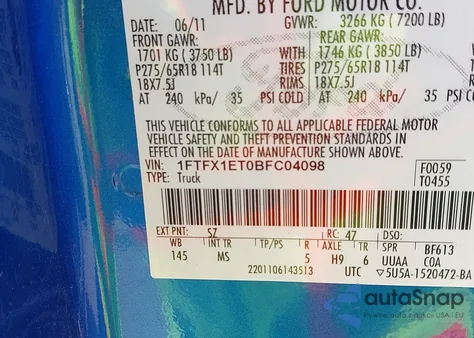 MFD. BY FORD MOTOR CO.
DATE: 06/11 GVWR: 3266 KG ( 7200 LB)
FRONT GAWR: REAR GAWR:
1701 KG ( 3750 LB) WITH 1746 KG ( 3850 LB)
P275/65R18 114T TIRES P275/65R18 114T
18X7.5J RIMS 18X7.5J
AT 240 kPa/ 35 PSI COLD AT 240 kPa/ 35 PSI COLD
THIS VEHICLE CONFORMS TO ALL APPLICABLE FEDERAL MOTOR
VEHICLE SAFETY AND THEFT PREVENTION STANDARDS IN
EFFECT ON THE DATE OF MANUFACTURE SHOWN ABOVE.
VIN: 1FTFX1ET0BFC04098 F0059
TYPE: Truck T0455
EXT PNT: SZ RC: 47 DSO:
WB INT TR TP/PS R AXLE TR SPR BF613
145 MS 5 H9 6 UUAA COA
2201106143513 UTC ▽5U5A-1520472-BA
autoSnap